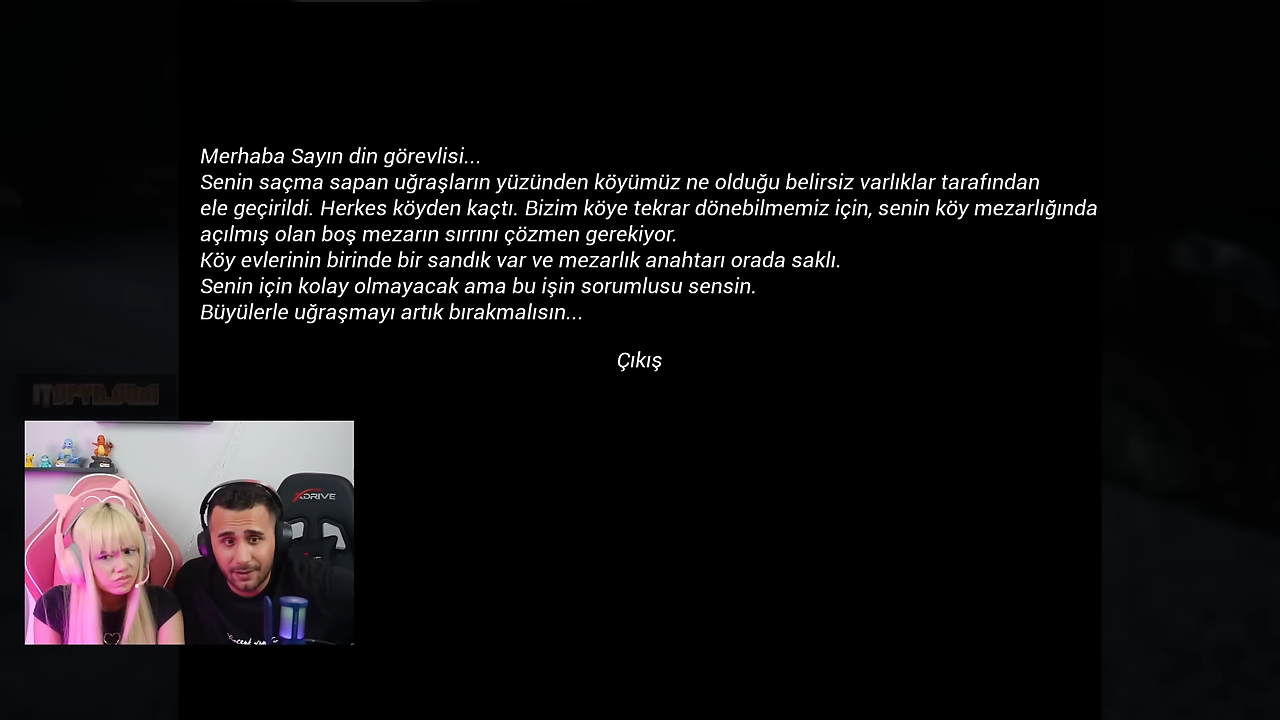 Merhaba Sayın din görevlisi...
Senin saçma sapan uğraşların yüzünden köyümüz ne olduğu belirsiz varlıklar tarafından
ele geçirildi. Herkes köyden kaçtı. Bizim köye tekrar dönebilmemiz için, senin köy mezarlığında
açılmış olan boş mezarın sırrını çözmen gerekiyor.
Köy evlerinin birinde bir sandık var ve mezarlık anahtarı orada saklı.
Senin için kolay olmayacak ama bu işin sorumlusu sensin.
Büyülerle uğraşmayı artık bırakmalısın...
Çıkış
XDRIVE